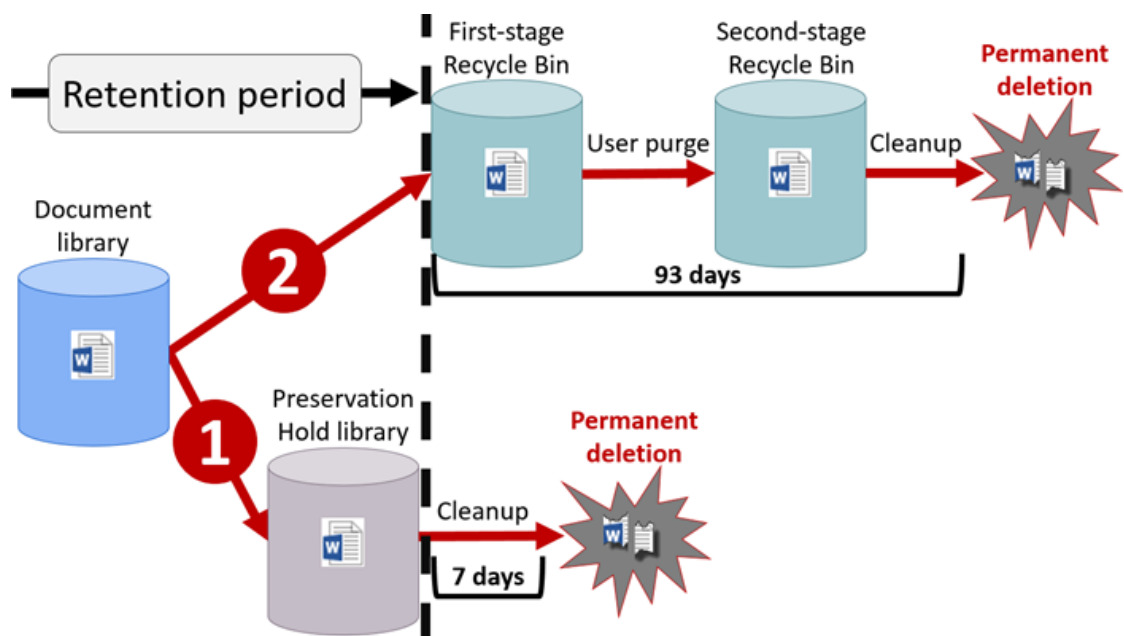 First-stage
Recycle Bin
Second-stage
Recycle Bin
Permanent
deletion
Retention period
User purge
Cleanup
W
W
W
Document
library
2
93 days
W
1
Preservation
Hold library
Permanent
deletion
Cleanup
W
W
7 days